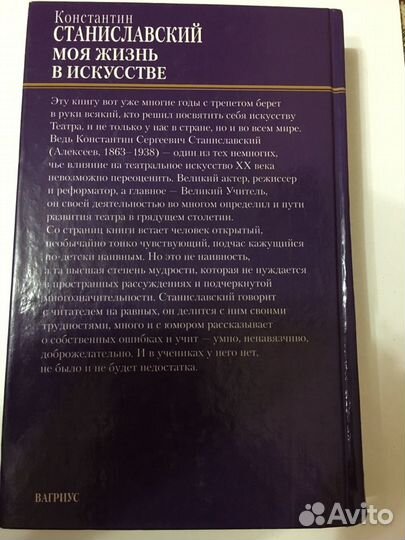 Константин
СТАНИСЛАВСКИЙ
МОЯ ЖИЗНЬ
В ИСКУССТВЕ
Эту книгу вот уже многие годы с трепетом берет
в руки всякий, кто решил посвятить себя искусству
Театра, и не только у нас в стране, но и во всем мире.
Ведь Константин Сергеевич Станиславский
(Алексеев, 1863–1938) – один из тех немногих,
чье влияние на театральное искусство XX века
невозможно переоценить. Великий актер, режиссер
и реформатор, а главное – Великий Учитель,
он своей деятельностью во многом определил и пути
развития театра в грядущем столетии.
Со страниц книги встает человек открытый,
необычайно тонко чувствующий, подчас кажущийся
по-детски наивным. Но это не наивность,
а та высшая степень мудрости, которая не нуждается
в пространных рассуждениях и подчеркнутой
многозначительности. Станиславский говорит
с читателем на равных, он делится с ним своими
трудностями, много и с юмором рассказывает
о собственных ошибках и учит – умно, ненавязчиво,
доброжелательно. И в учениках у него нет,
не было и не будет недостатка.
ВАГРИУС
Avito